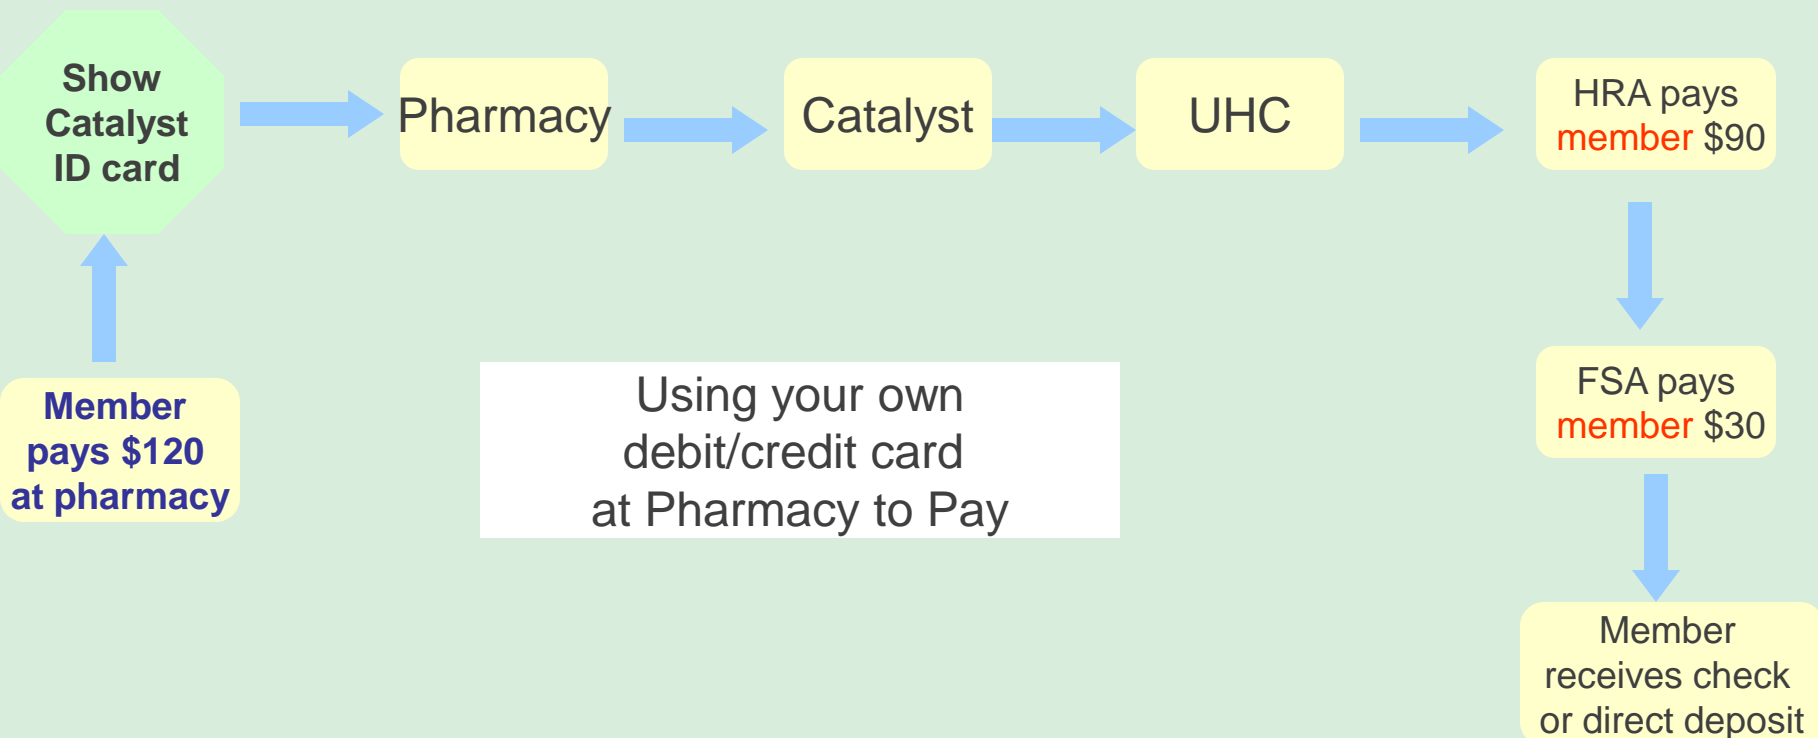 Show
Catalyst
ID card
Pharmacy
Catalyst
UHC
HRA pays
member $90
Member
pays $120
at pharmacy
Using your own
debit/credit card
at Pharmacy to Pay
FSA pays
member $30
Member
receives check
or direct deposit